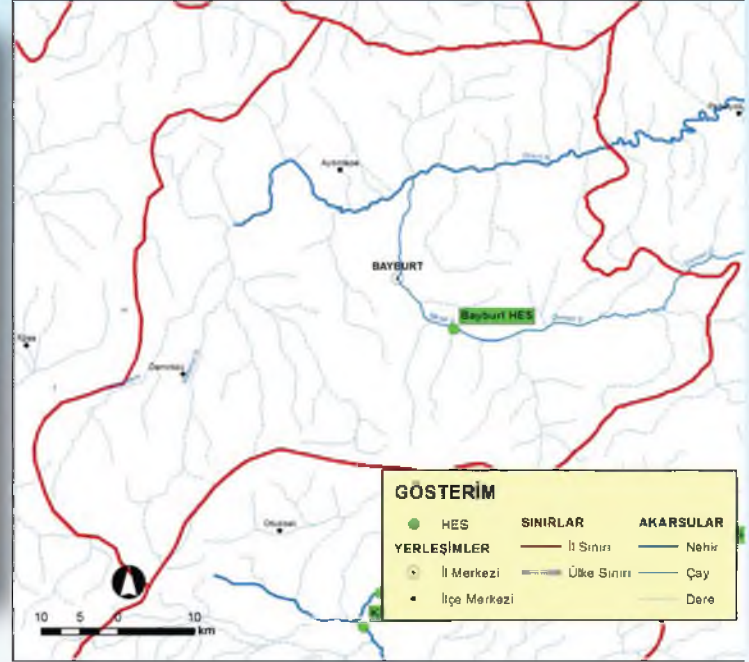 Aydıntepe
BAYBURT
Bayburt HES
Demirözü
Otlukbeli
GÖSTERİM
HES
SINIRLAR
AKARSULAR
YERLEŞİMLER
İl Sınırı
Nehir
İl Merkezi
Ülke Sınırı
Çay
İlçe Merkezi
Dere
10 5 0 10
km